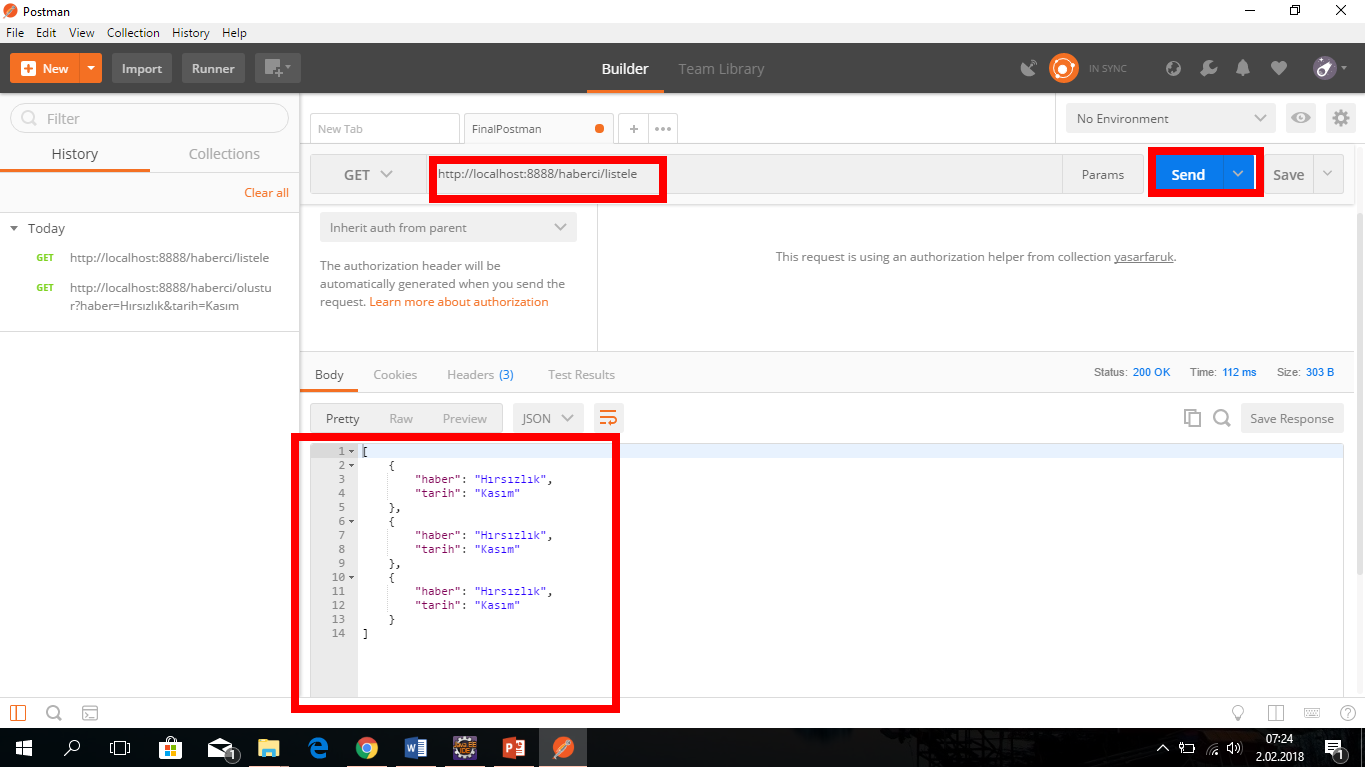 Postman
File Edit View Collection History Help
New Import Runner Builder Team Library IN SYNC
Filter
History Collections
Clear all
Today
GET http://localhost:8888/haberci/listele
GET http://localhost:8888/haberci/olustu
r?haber=Hırsızlık&tarih=Kasım
New Tab FinalPostman + ••• No Environment
GET http://localhost:8888/haberci/listele Params Send Save
Inherit auth from parent
The authorization header will be
automatically generated when you send the
request. Learn more about authorization
This request is using an authorization helper from collection yasarfaruk.
Body Cookies Headers (3) Test Results Status: 200 OK Time: 112 ms Size: 303 B
Pretty Raw Preview JSON Save Response
1 [
2 {
3 "haber": "Hırsızlık",
4 "tarih": "Kasım"
5 },
6 {
7 "haber": "Hırsızlık",
8 "tarih": "Kasım"
9 },
10 {
11 "haber": "Hırsızlık",
12 "tarih": "Kasım"
13 }
14 ]
1
07:24
2.02.2018
1